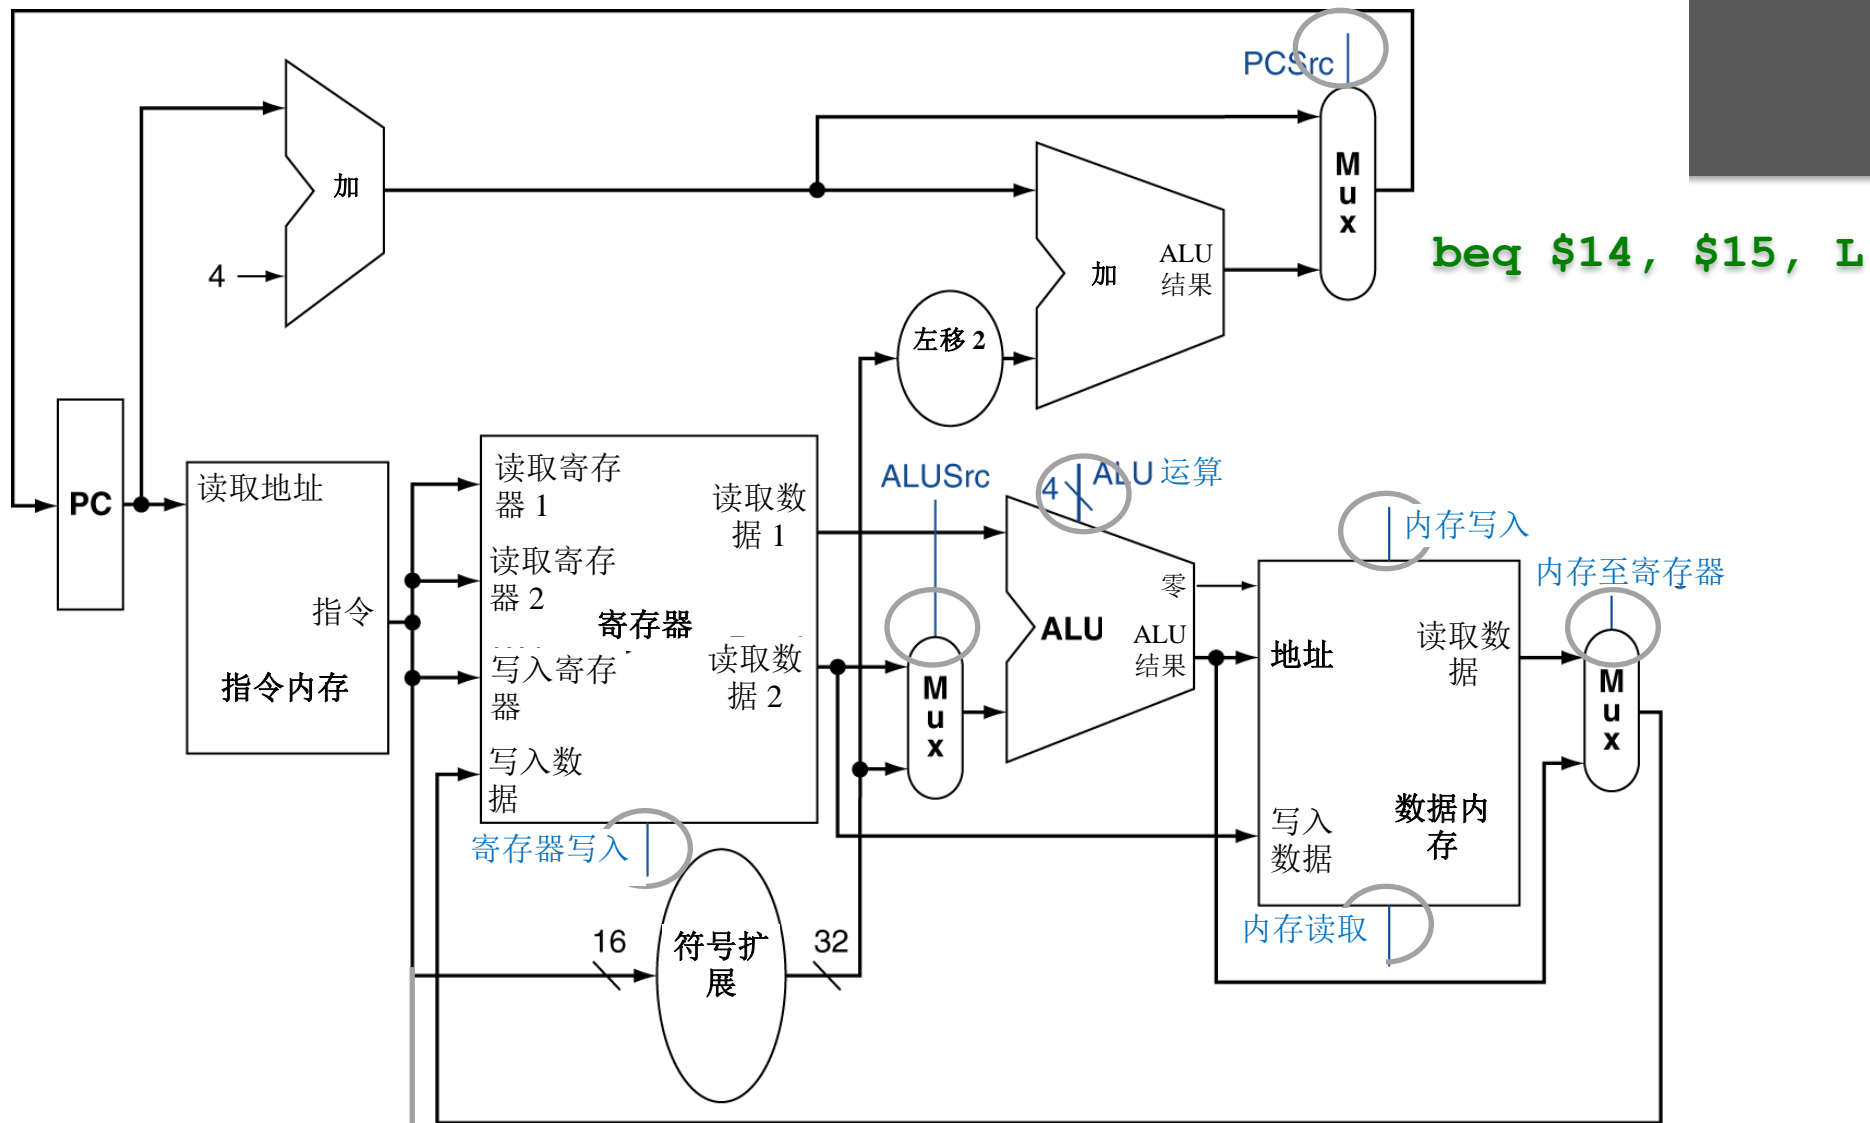 PCSrc
M
u
x
加
4
加
ALU
结果
beq $14, $15, L
左移 2
PC
读取地址
指令
指令内存
读取寄存
器 1
读取寄存
器 2
寄存器
写入寄存
器
写入数
据
读取数
据 1
读取数
据 2
寄存器写入
16
符号扩
展
32
ALUSrc
M
u
x
4
ALU 运算
零
ALU
ALU
结果
内存写入
地址
读取数
据
写入
数据
数据内
存
内存读取
内存至寄存器
M
u
x